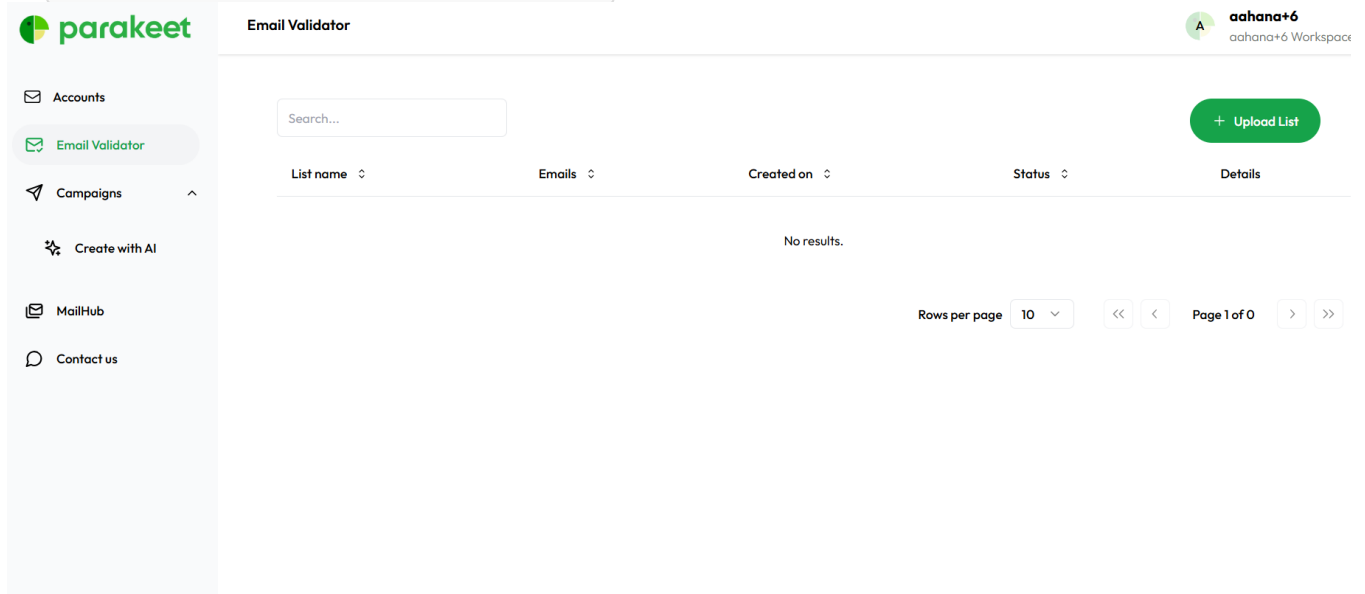 parakeet
Email Validator
aahana+6
A
aahana+6 Workspace
Accounts
Email Validator
Campaigns
Create with AI
MailHub
Contact us
Search...
+ Upload List
List name Emails Created on Status Details
No results.
Rows per page 10 << < Page 1 of 0 > >>